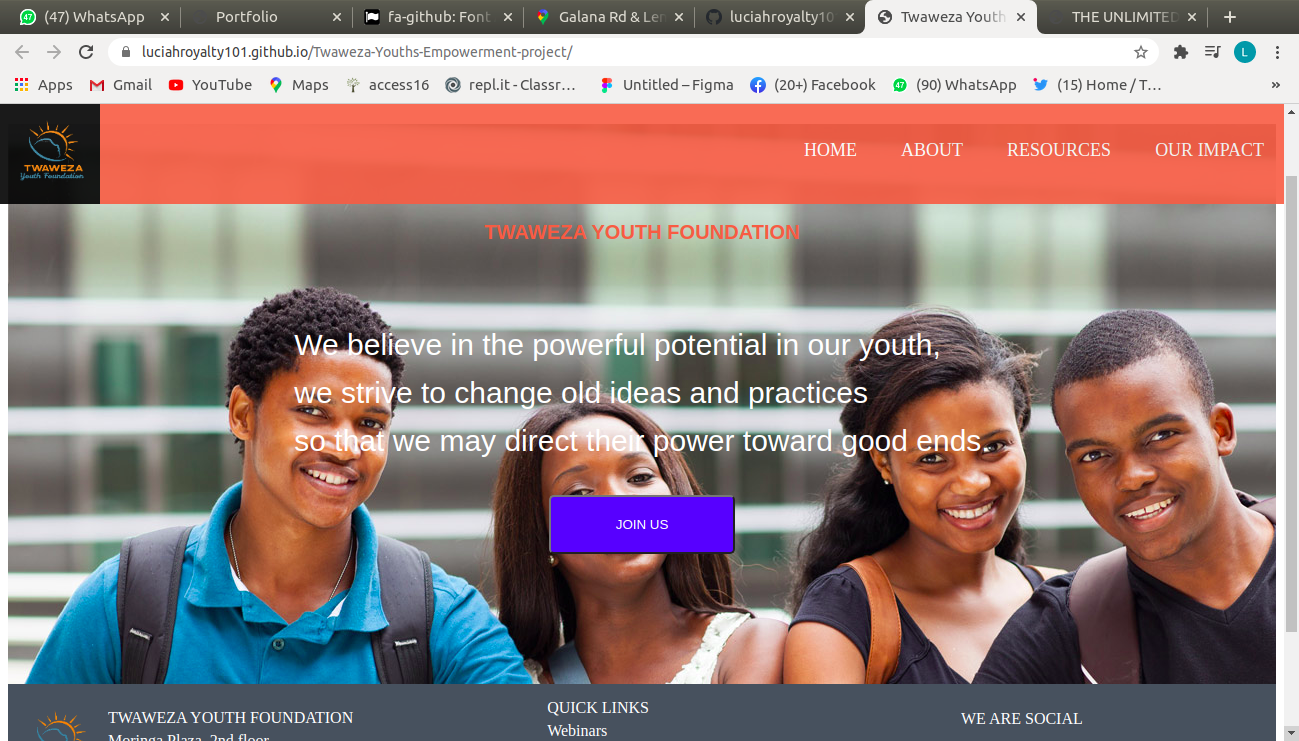 (47) WhatsApp
Portfolio
fa-github: Font
Galana Rd & Len
luciahroyalty10
Twaweza Youth
THE UNLIMITED
luciahroyalty101.github.io/Twaweza-Youths-Empowerment-project/
L
Apps
Gmail
YouTube
Maps
access16
repl.it - Classr…
Untitled – Figma
(20+) Facebook
(90) WhatsApp
(15) Home / T…
»
TWAWEZA
Youth Foundation
HOME
ABOUT
RESOURCES
OUR IMPACT
TWAWEZA YOUTH FOUNDATION
We believe in the powerful potential in our youth,
we strive to change old ideas and practices
so that we may direct their power toward good ends.
JOIN US
TWAWEZA YOUTH FOUNDATION
Moringa Plaza, 2nd floor
QUICK LINKS
Webinars
WE ARE SOCIAL